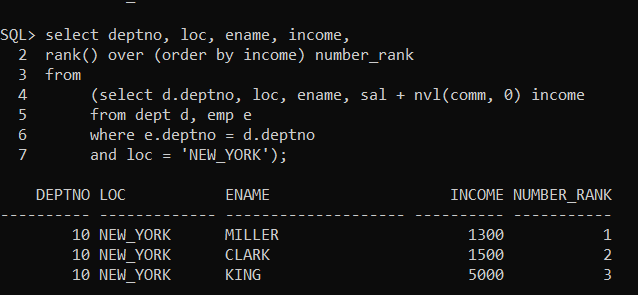 SQL> select deptno, loc, ename, income,
  2  rank() over (order by income) number_rank
  3  from
  4      (select d.deptno, loc, ename, sal + nvl(comm, 0) income
  5      from dept d, emp e
  6      where e.deptno = d.deptno
  7      and loc = 'NEW_YORK');
    DEPTNO LOC           ENAME                    INCOME NUMBER_RANK
---------- ------------- -------------------- ---------- -----------
        10 NEW_YORK      MILLER                     1300           1
        10 NEW_YORK      CLARK                      1500           2
        10 NEW_YORK      KING                       5000           3